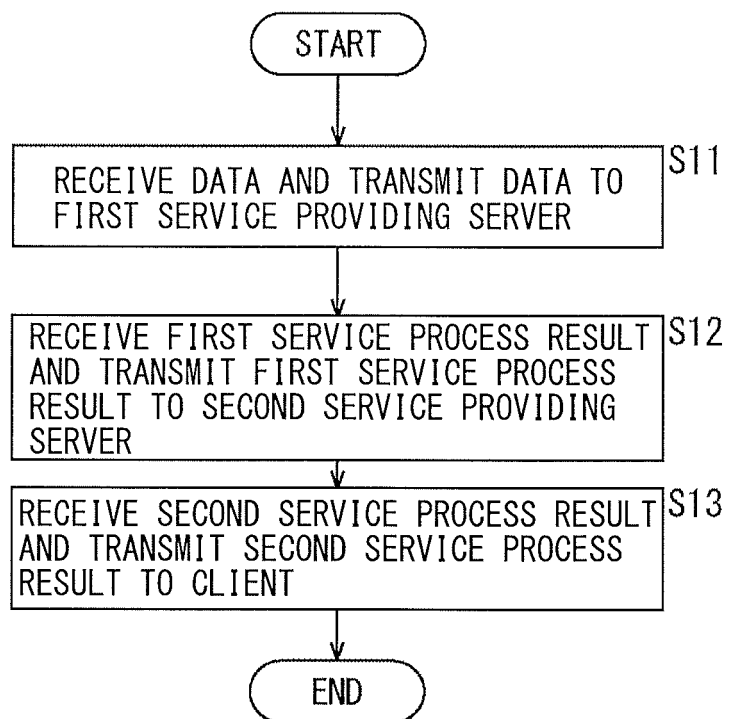 START
S11
RECEIVE DATA AND TRANSMIT DATA TO
FIRST SERVICE PROVIDING SERVER
S12
RECEIVE FIRST SERVICE PROCESS RESULT
AND TRANSMIT FIRST SERVICE PROCESS
RESULT TO SECOND SERVICE PROVIDING
SERVER
S13
RECEIVE SECOND SERVICE PROCESS RESULT
AND TRANSMIT SECOND SERVICE PROCESS
RESULT TO CLIENT
END